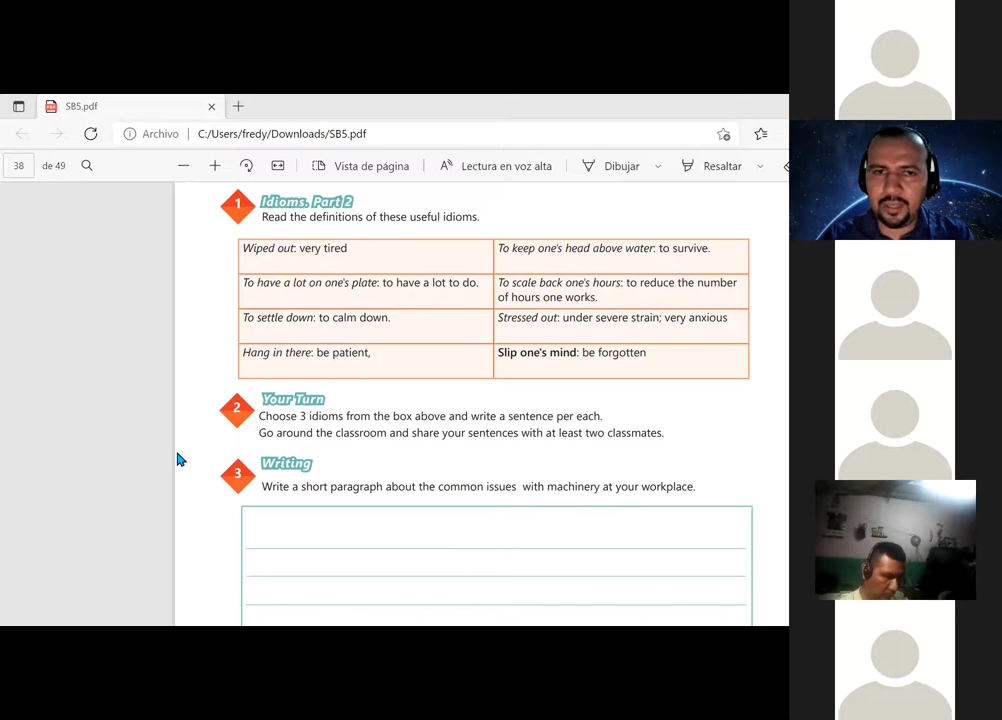 SB5.pdf
Archivo C:/Users/fredy/Downloads/SB5.pdf
38 de 49 Vista de página Lectura en voz alta Dibujar Resaltar
1 Idioms. Part 2
Read the definitions of these useful idioms.
Wiped out: very tired
To keep one's head above water: to survive.
To have a lot on one's plate: to have a lot to do.
To scale back one's hours: to reduce the number
of hours one works.
To settle down: to calm down.
Stressed out: under severe strain; very anxious
Hang in there: be patient,
Slip one's mind: be forgotten
2 Your Turn
Choose 3 idioms from the box above and write a sentence per each.
Go around the classroom and share your sentences with at least two classmates.
3 Writing
Write a short paragraph about the common issues with machinery at your workplace.